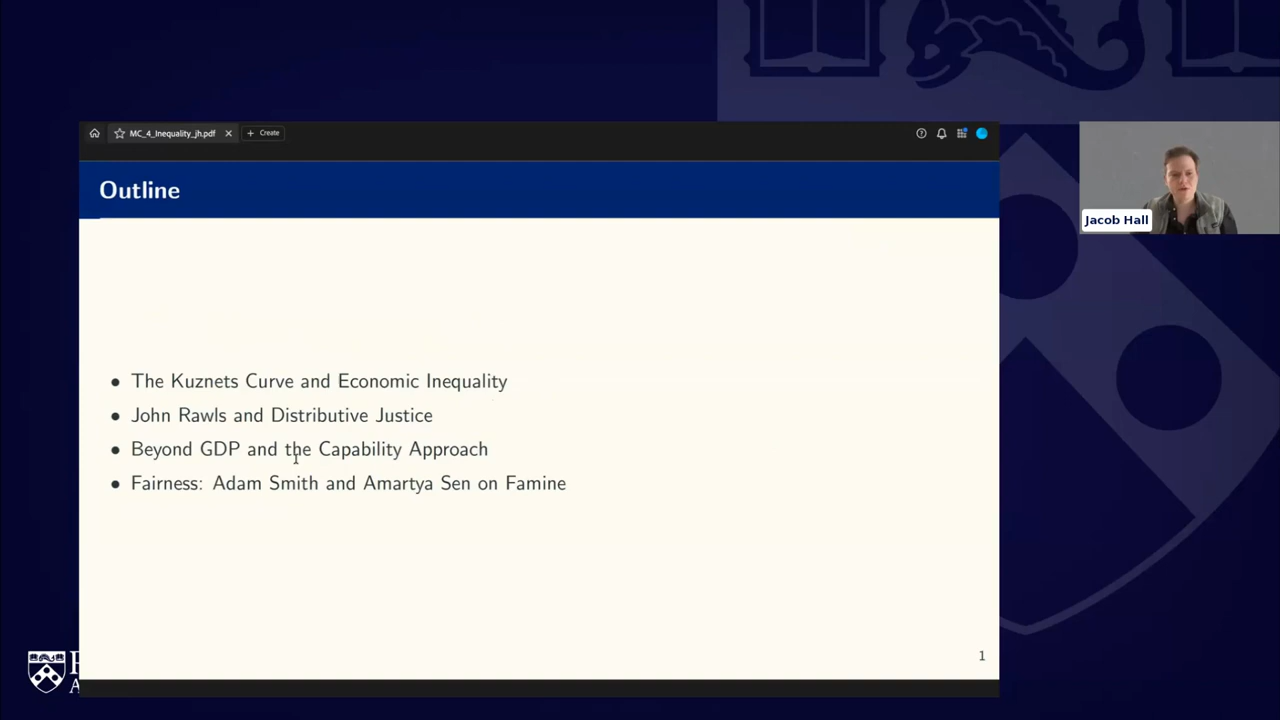 MC_4_Inequality_jh.pdf
Create
Outline
Jacob Hall
• The Kuznets Curve and Economic Inequality
• John Rawls and Distributive Justice
• Beyond GDP and the Capability Approach
• Fairness: Adam Smith and Amartya Sen on Famine
1